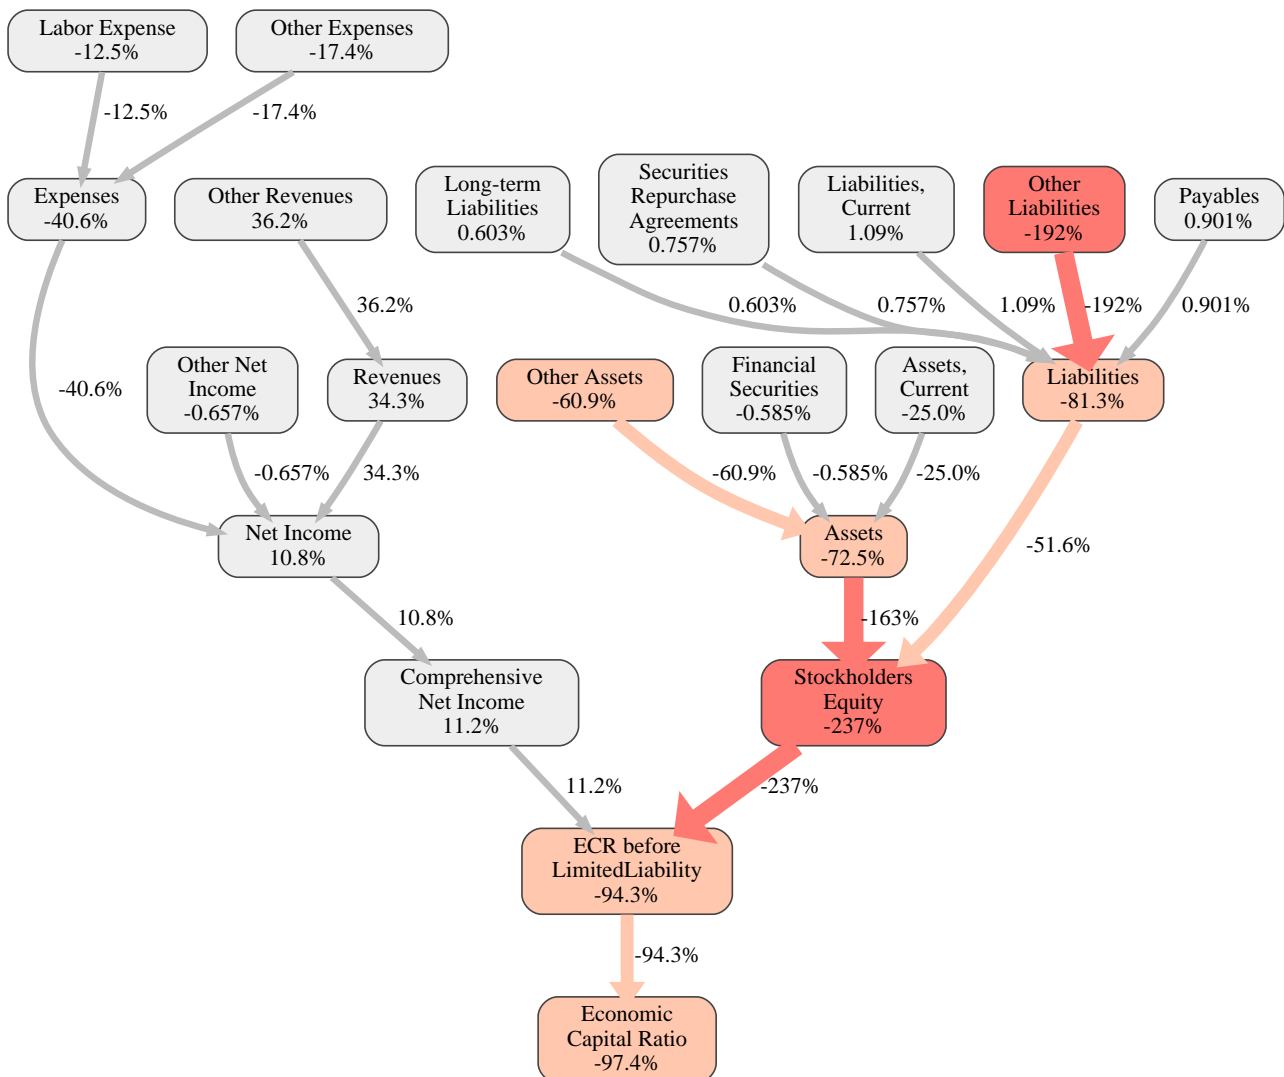 Labor Expense
-12.5%
Other Expenses
-17.4%
-12.5%
-17.4%
Expenses
-40.6%
Other Revenues
36.2%
Long-term
Liabilities
0.603%
Securities
Repurchase
Agreements
0.757%
Liabilities,
Current
1.09%
Other
Liabilities
-192%
Payables
0.901%
36.2%
0.603%
0.757%
1.09%
-192%
0.901%
-40.6%
Other Net
Income
-0.657%
Revenues
34.3%
Other Assets
-60.9%
Financial
Securities
-0.585%
Assets,
Current
-25.0%
Liabilities
-81.3%
-0.657%
34.3%
-60.9%
-0.585%
-25.0%
Net Income
10.8%
Assets
-72.5%
-51.6%
10.8%
-163%
Comprehensive
Net Income
11.2%
Stockholders
Equity
-237%
11.2%
-237%
ECR before
LimitedLiability
-94.3%
-94.3%
Economic
Capital Ratio
-97.4%